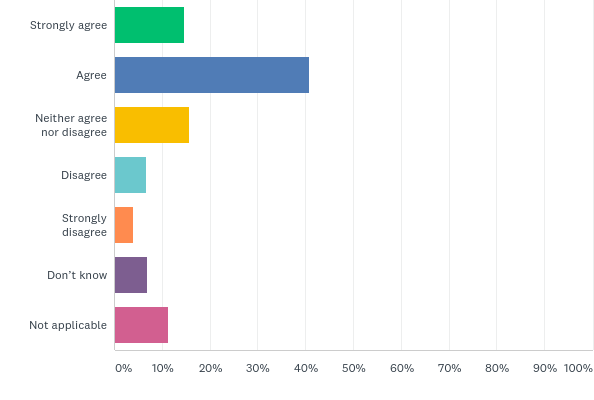 Strongly agree
Agree
Neither agree
nor disagree
Disagree
Strongly
disagree
Don't know
Not applicable
0% 10% 20% 30% 40% 50% 60% 70% 80% 90% 100%